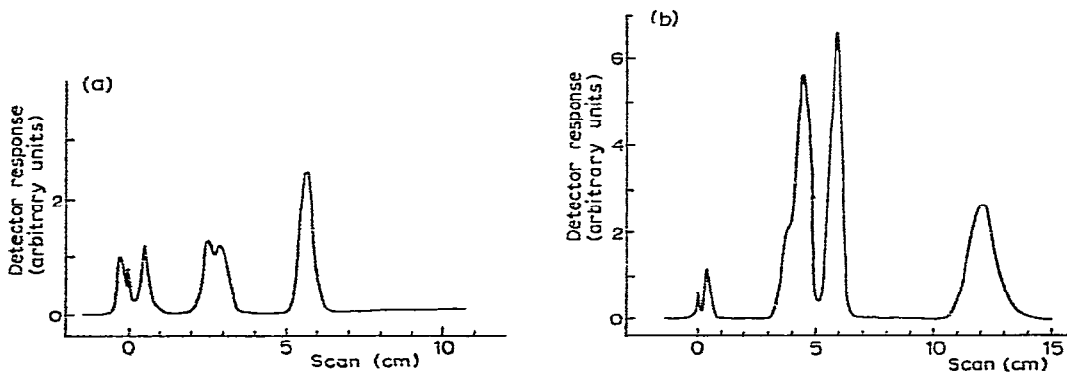 (a)
Detector response
(arbitrary units)
2
0
0 5 10
Scan (cm)
(b)
Detector response
(arbitrary units)
6
4
2
0
0 5 10 15
Scan (cm)